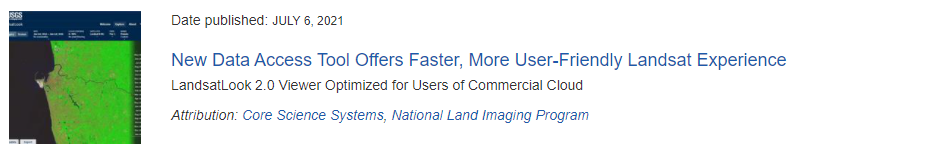 Date published: JULY 6, 2021
New Data Access Tool Offers Faster, More User-Friendly Landsat Experience
LandsatLook 2.0 Viewer Optimized for Users of Commercial Cloud
Attribution: Core Science Systems, National Land Imaging Program